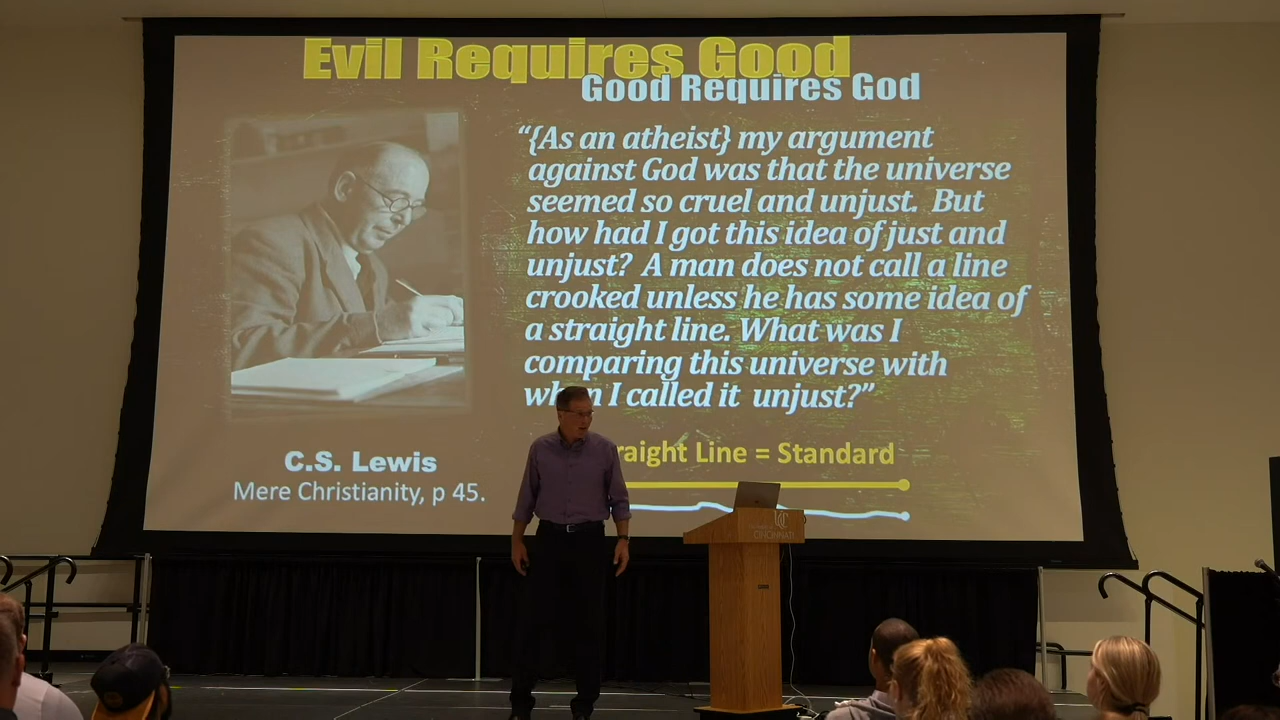 Evil Requires Good
Good Requires God
“{As an atheist} my argument
against God was that the universe
seemed so cruel and unjust. But
how had I got this idea of just and
unjust? A man does not call a line
crooked unless he has some idea of
a straight line. What was I
comparing this universe with
when I called it unjust?”
raight Line = Standard
C.S. Lewis
Mere Christianity, p 45.
UC
CINCINNATI